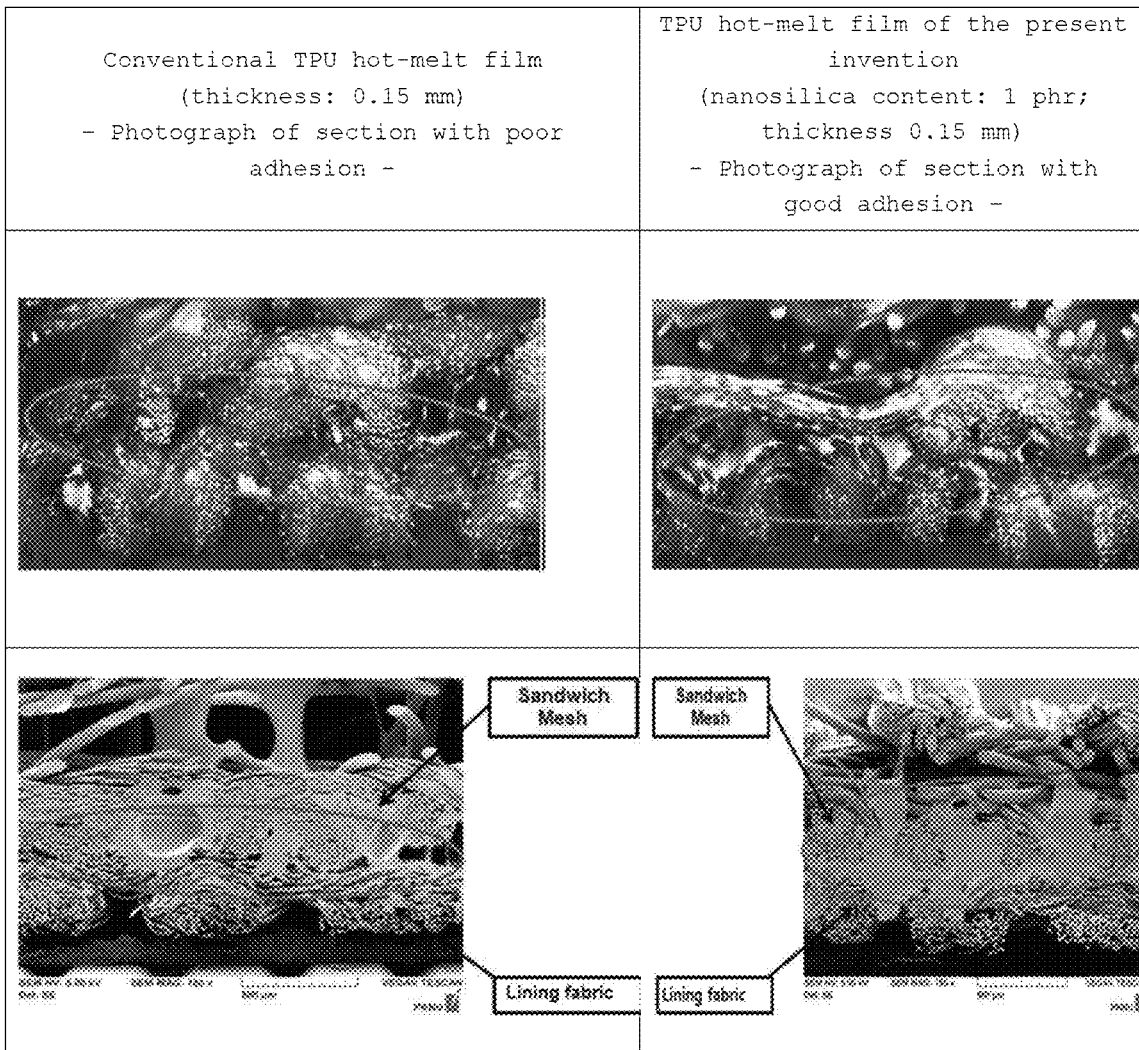 Conventional TPU hot-melt film
(thickness: 0.15 mm)
- Photograph of section with poor
adhesion -
TPU hot-melt film of the present
invention
(nanosilica content: 1 phr;
thickness 0.15 mm)
- Photograph of section with
good adhesion -
Sandwich
Mesh
Sandwich
Mesh
Lining fabric
Lining fabric